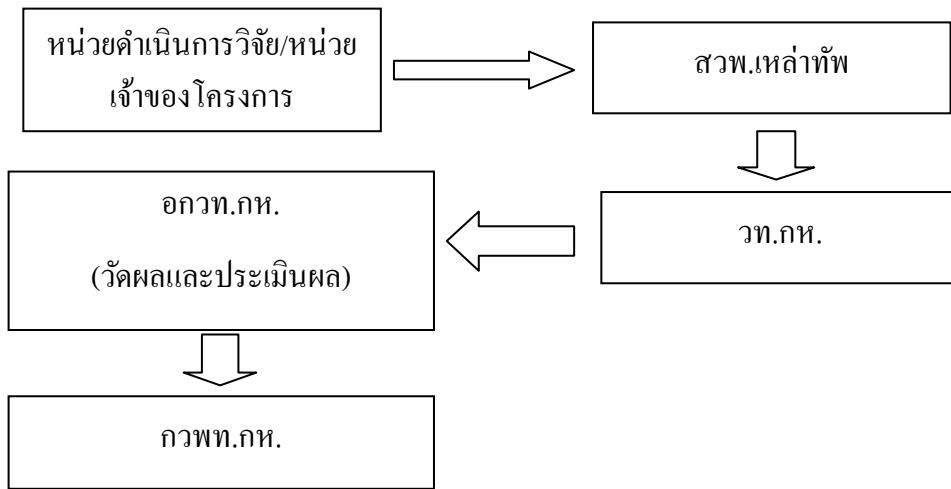 หน่วยดำเนินการวิจัย/หน่วย
เจ้าของโครงการ
สวพ.เหล่าทัพ
วท.กห.
อกวท.กห.
(วัดผลและประเมินผล)
กวพท.กห.